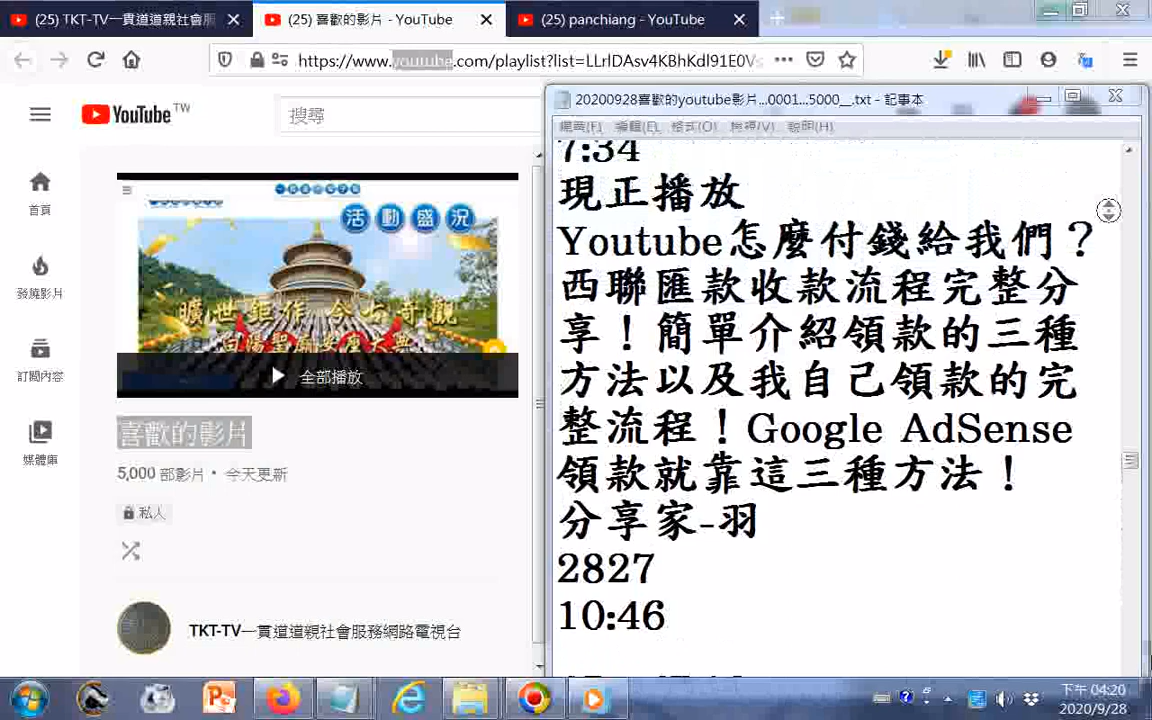 (25) TKT-TV一貫道道親社會服
(25) 喜歡的影片 - YouTube
(25) panchiang - YouTube
https://www.youtube.com/playlist?list=LLrlDAsv4KBhKdl91E0Vs
YouTube TW
搜尋
首頁
發燒影片
訂閱內容
媒體庫
活動盛況
曠世鉅作 今古奇觀
全部播放
喜歡的影片
5,000 部影片・ 今天更新
私人
TKT-TV一貫道道親社會服務網路電視台
20200928喜歡的youtube影片...0001...5000__.txt - 記事本
檔案(F) 編輯(E) 格式(O) 檢視(V) 說明(H)
7:34
現正播放
Youtube怎麼付錢給我們？
西聯匯款收款流程完整分
享！簡單介紹領款的三種
方法以及我自己領款的完
整流程！Google AdSense
領款就靠這三種方法！
分享家-羽
2827
10:46
下午 04:20
2020/9/28